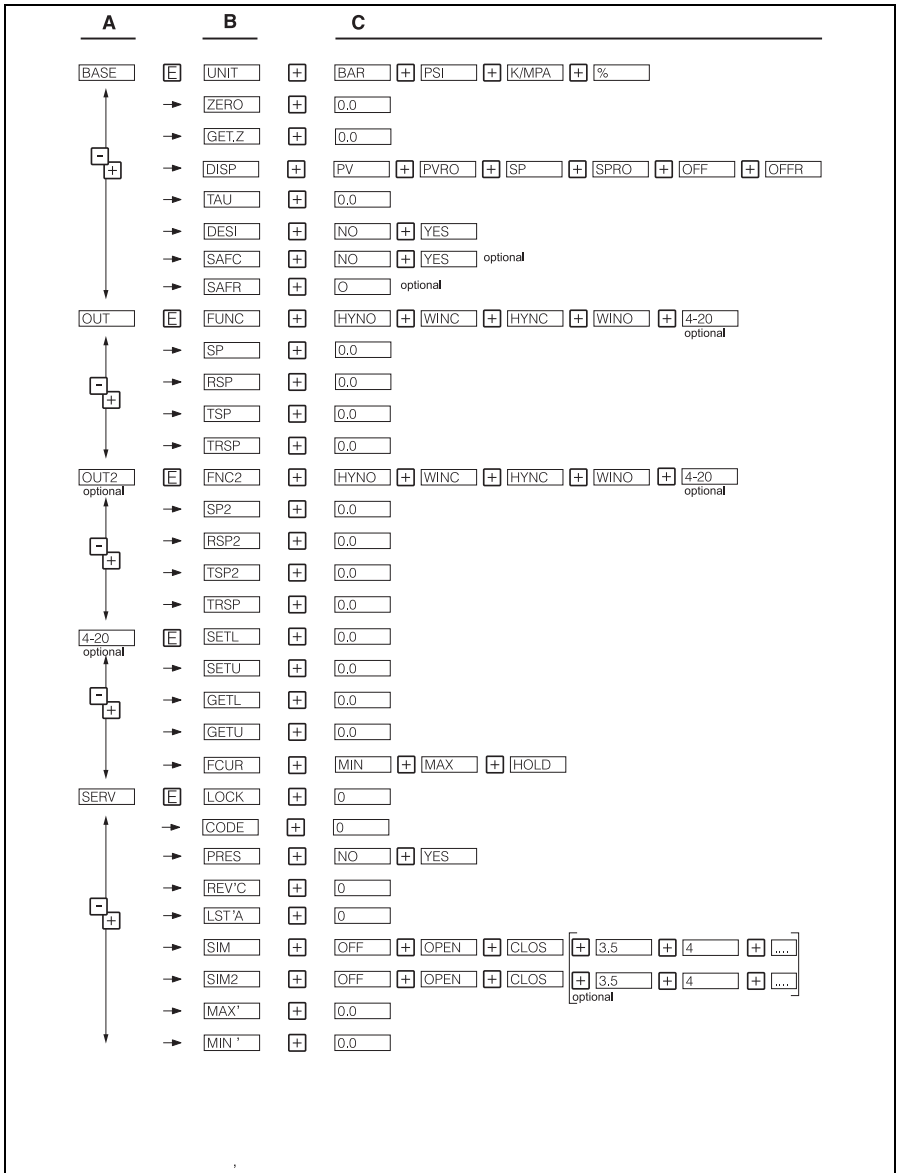 A B C
BASE E UNIT + BAR + PSI + K/MPA + %
ZERO + 0.0
GET.Z + 0.0
- + DISP + PV + PVRO + SP + SPRO + OFF + OFFR
TAU + 0.0
DESI + NO + YES
SAFC + NO + YES optional
SAFR + O optional
OUT E FUNC + HYNO + WINC + HYNC + WINO + 4-20
optional
SP + 0.0
- + RSP + 0.0
TSP + 0.0
TRSP + 0.0
OUT2 E FNC2 + HYNO + WINC + HYNC + WINO + 4-20
optional optional
SP2 + 0.0
- + RSP2 + 0.0
TSP2 + 0.0
TRSP + 0.0
4-20 E SETL + 0.0
optional
SETU + 0.0
- + GETL + 0.0
GETU + 0.0
FCUR + MIN + MAX + HOLD
SERV E LOCK + 0
CODE + 0
PRES + NO + YES
REV'C + 0
- + LST'A + 0
SIM + OFF + OPEN + CLOS + 3.5 + 4 + ....
SIM2 + OFF + OPEN + CLOS + 3.5 + 4 + ....
optional
MAX' + 0.0
MIN ' + 0.0
,